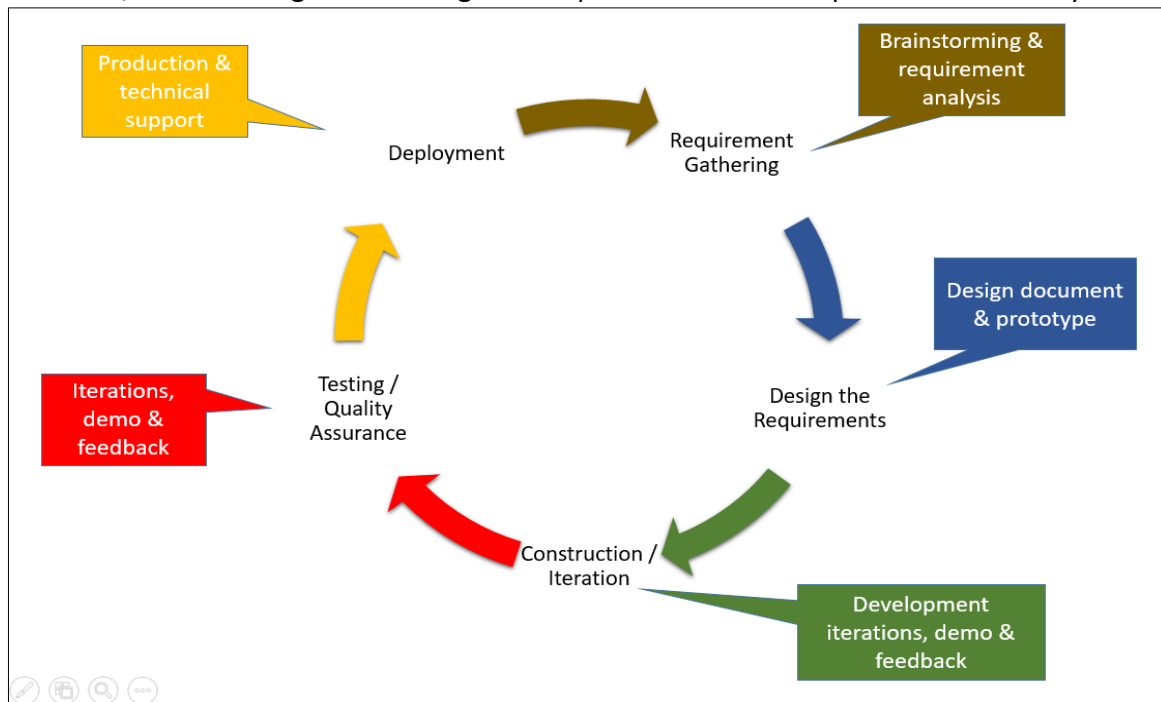 Production &
technical
support
Brainstorming &
requirement
analysis
Deployment
Requirement
Gathering
Design document
& prototype
Iterations,
demo &
feedback
Testing /
Quality
Assurance
Design the
Requirements
Construction /
Iteration
Development
iterations, demo &
feedback